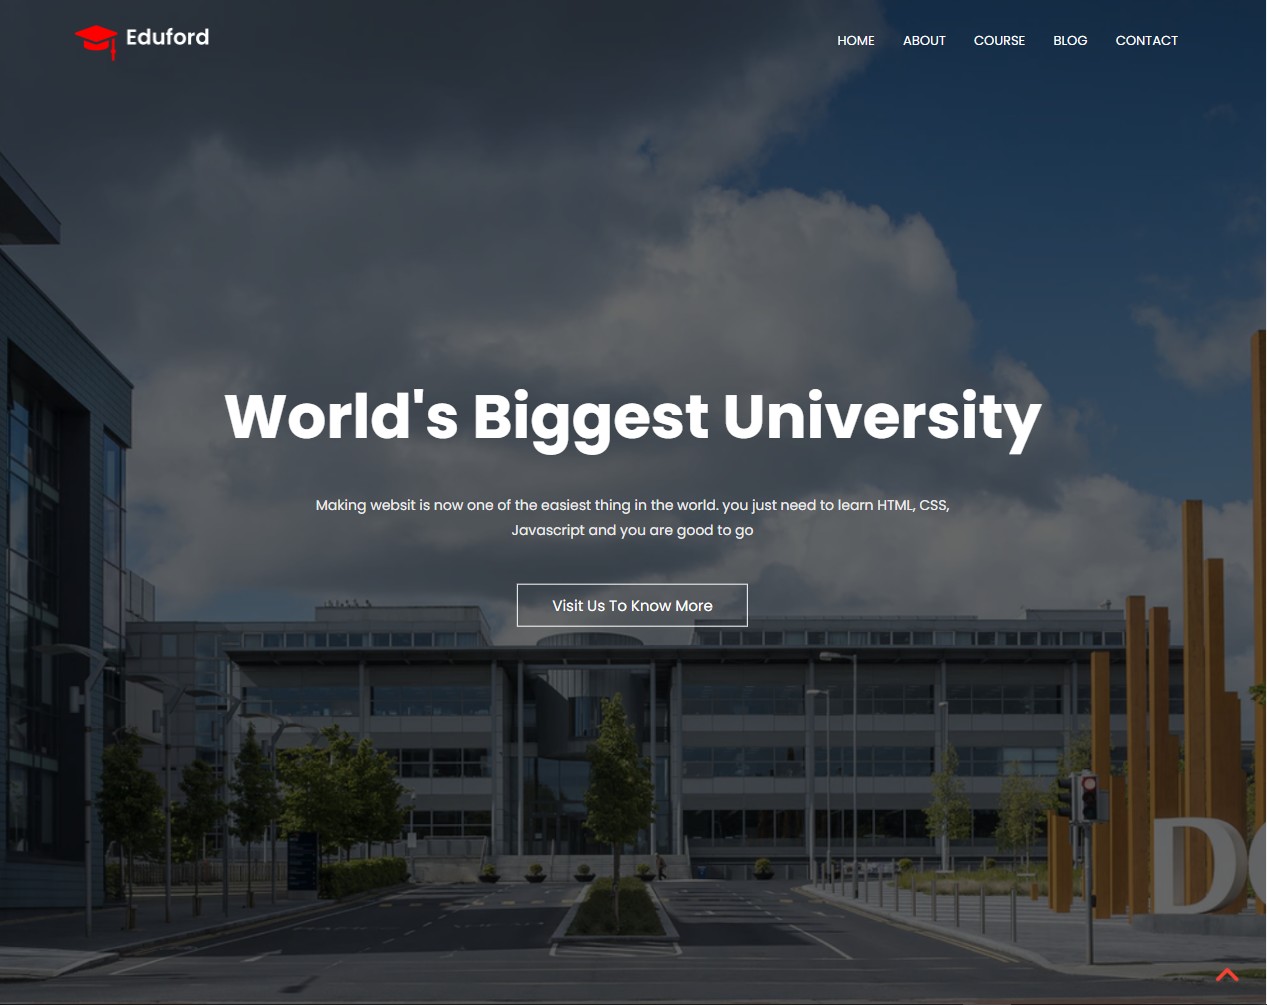 Eduford
HOME ABOUT COURSE BLOG CONTACT
World's Biggest University
Making websit is now one of the easiest thing in the world. you just need to learn HTML, CSS,
Javascript and you are good to go
Visit Us To Know More
D